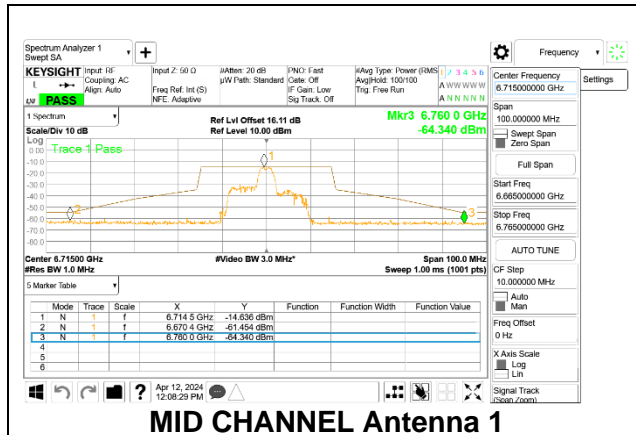 Spectrum Analyzer 1
Swept SA
Frequency
KEYSIGHT
Input: RF
Coupling: AC
Align: Auto
Input Z: 50 Ω
Freq Ref: Int (S)
NFE: Adaptive
#Atten: 20 dB
µW Path: Standard
PNO: Fast
Gate: Off
IF Gain: Low
Sig Track: Off
#Avg Type: Power (RMS
Avg|Hold: 100/100
Trig: Free Run
1 2 3 4 5 6
A W W W W W
A N N N N N
L
LXI
PASS
1 Spectrum
Scale/Div 10 dB
Ref Lvl Offset 16.11 dB
Ref Level 10.00 dBm
Mkr3 6.760 0 GHz
-64.340 dBm
Log
Trace 1 Pass
0.00
-10.0
-20.0
-30.0
-40.0
-50.0
-60.0
-70.0
-80.0
1
2
3
Center 6.71500 GHz
#Video BW 3.0 MHz*
Span 100.0 MHz
#Res BW 1.0 MHz
Sweep 1.00 ms (1001 pts)
5 Marker Table
Mode Trace Scale X Y Function Function Width Function Value
1 N 1 f 6.714 5 GHz -14.636 dBm
2 N 1 f 6.670 4 GHz -61.454 dBm
3 N 1 f 6.760 0 GHz -64.340 dBm
4
5
6
Center Frequency
6.715000000 GHz
Settings
Span
100.000000 MHz
Swept Span
Zero Span
Full Span
Start Freq
6.665000000 GHz
Stop Freq
6.765000000 GHz
AUTO TUNE
CF Step
10.000000 MHz
Auto
Man
Freq Offset
0 Hz
X Axis Scale
Log
Lin
Signal Track
(Span Zoom)
?
Apr 12, 2024
12:08:29 PM
MID CHANNEL Antenna 1